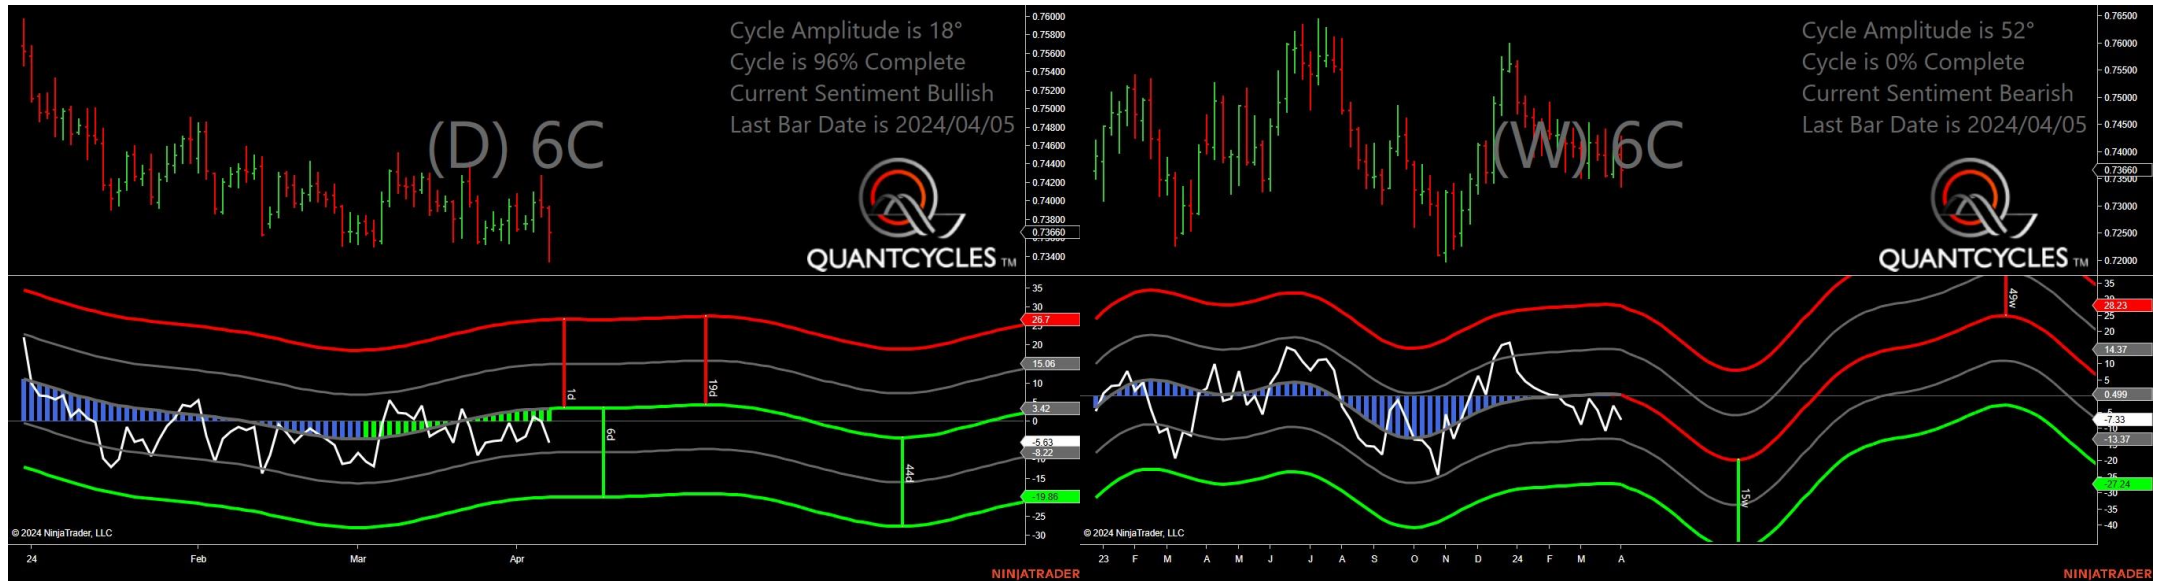 Cycle Amplitude is 18°
Cycle is 96% Complete
Current Sentiment Bullish
Last Bar Date is 2024/04/05
(D) 6C
QUANTCYCLES TM
0.76000
0.75800
0.75600
0.75400
0.75200
0.75000
0.74800
0.74600
0.74400
0.74200
0.74000
0.73800
0.73660
0.73400
35
30
26.7
20
15.06
10
3.42
0
-5.63
-8.22
-15
-19.86
-25
-30
1d
6d
19d
44d
© 2024 NinjaTrader, LLC
24 Feb Mar Apr
NINJATRADER
Cycle Amplitude is 52°
Cycle is 0% Complete
Current Sentiment Bearish
Last Bar Date is 2024/04/05
(W) 6C
QUANTCYCLES TM
0.76500
0.76000
0.75500
0.75000
0.74500
0.74000
0.73660
0.73500
0.73000
0.72500
0.72000
35
28.23
25
20
14.37
10
5
0.499
-7.33
-10
-13.37
-20
-27.24
-30
-35
-40
15w
49w
© 2024 NinjaTrader, LLC
23 F M A M J J A S O N D 24 F M A
NINJATRADER